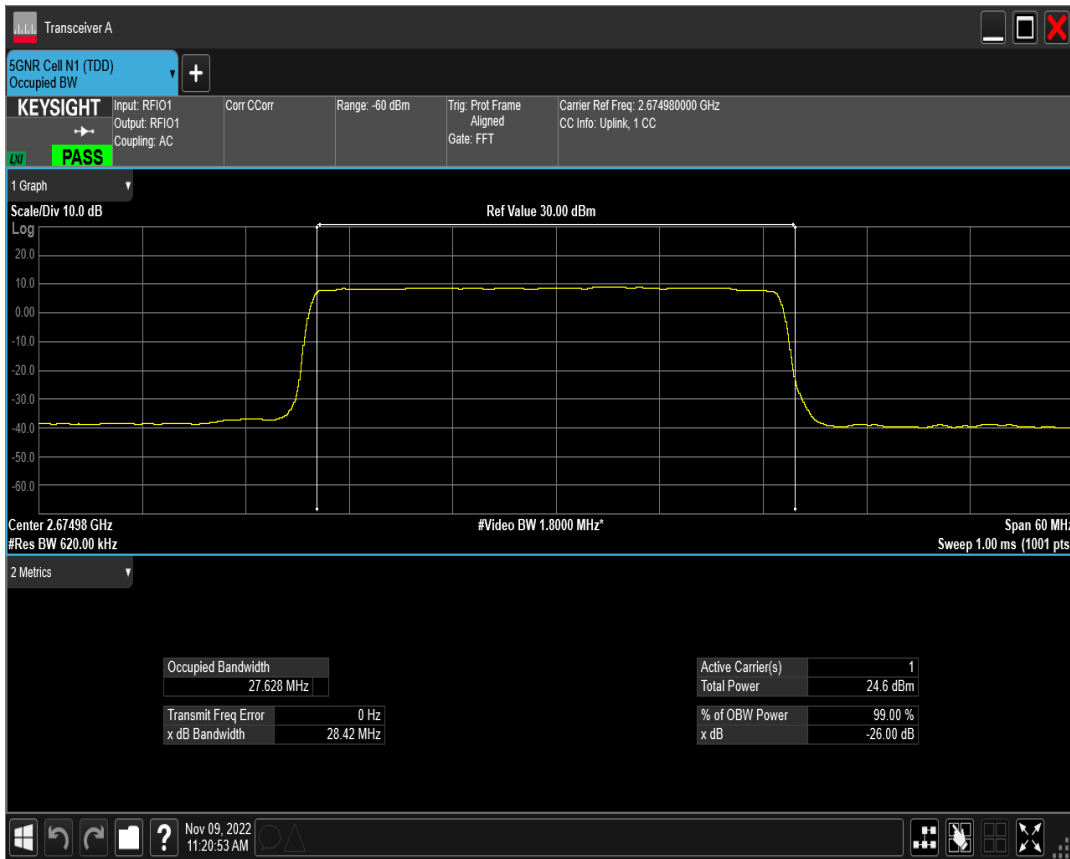 Transceiver A
5GNR Cell N1 (TDD)
Occupied BW
+
KEYSIGHT
LXI
PASS
Input: RFIO1
Output: RFIO1
Coupling: AC
Corr CCorr
Range: -60 dBm
Trig: Prot Frame
Aligned
Gate: FFT
Carrier Ref Freq: 2.674980000 GHz
CC Info: Uplink, 1 CC
1 Graph
Scale/Div 10.0 dB
Ref Value 30.00 dBm
Log
20.0
10.0
0.00
-10.0
-20.0
-30.0
-40.0
-50.0
-60.0
Center 2.67498 GHz
#Video BW 1.8000 MHz*
Span 60 MHz
#Res BW 620.00 kHz
Sweep 1.00 ms (1001 pts
2 Metrics
Occupied Bandwidth
27.628 MHz
Transmit Freq Error 0 Hz
x dB Bandwidth 28.42 MHz
Active Carrier(s) 1
Total Power 24.6 dBm
% of OBW Power 99.00 %
x dB -26.00 dB
?
Nov 09, 2022
11:20:53 AM